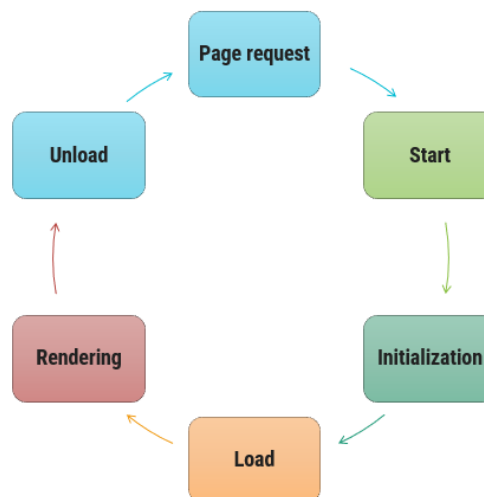 Page request
Start
Initialization
Load
Rendering
Unload